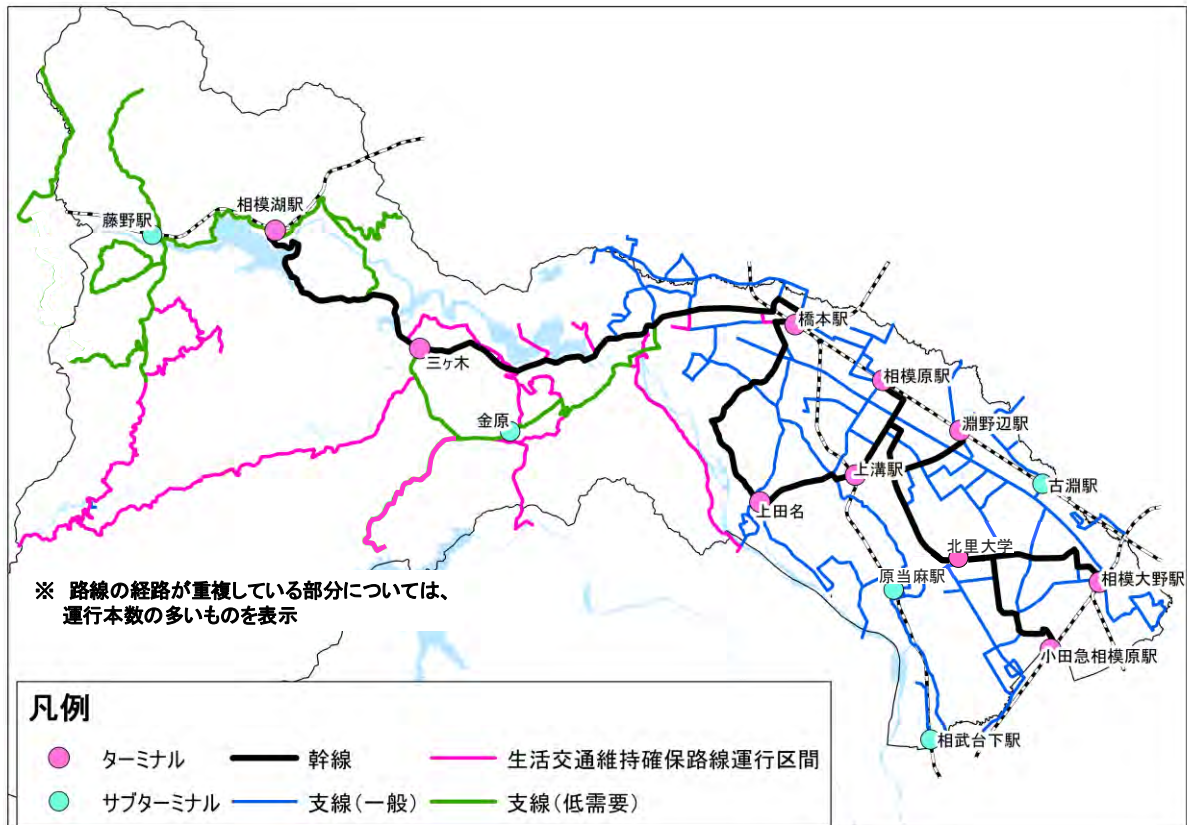 相模湖駅
藤野駅
橋本駅
三ヶ木
相模原駅
金原
淵野辺駅
上溝駅
古淵駅
上田名
北里大学
原当麻駅
相模大野駅
小田急相模原駅
相武台下駅
※ 路線の経路が重複している部分については、
運行本数の多いものを表示
凡例
ターミナル 幹線 生活交通維持確保路線運行区間
サブターミナル 支線(一般) 支線(低需要)